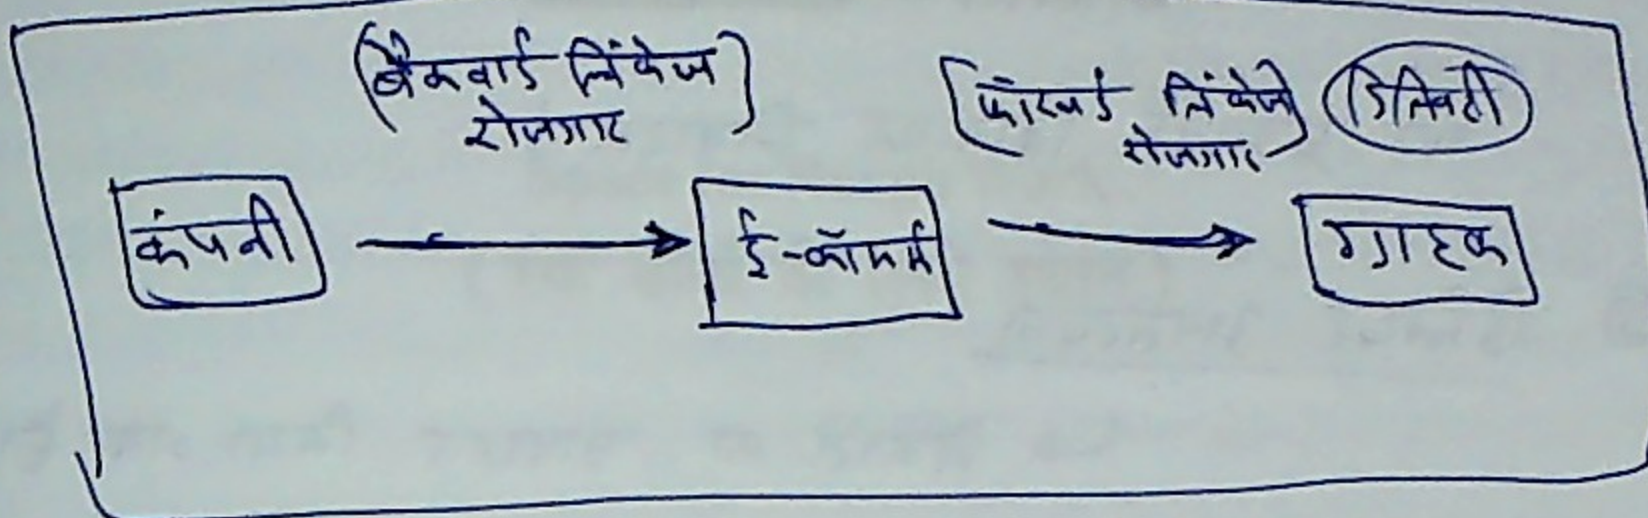 (बैकवार्ड लिंकेज
रोजगार)
(फॉरवर्ड लिंकेज
रोजगार)
डिलिवरी
कंपनी
ई-कॉमर्स
ग्राहक